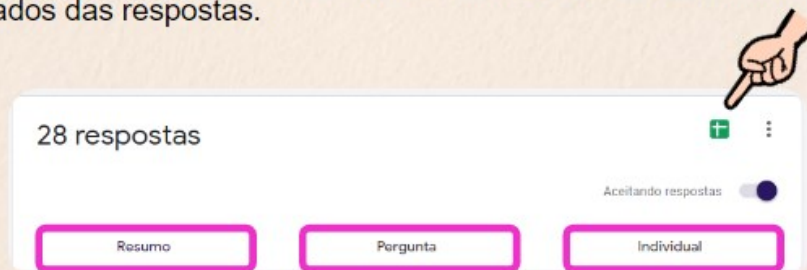 ados das respostas.
28 respostas
Aceitando respostas
Resumo Pergunta Individual